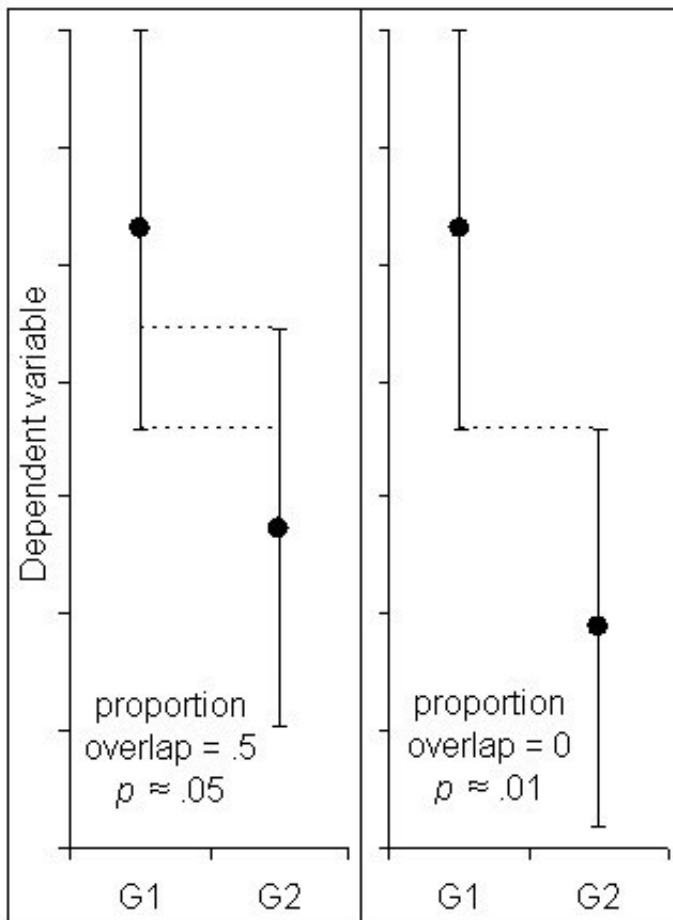 Dependent variable
proportion
overlap = .5
p ≈ .05
G1 G2
proportion
overlap = 0
p ≈ .01
G1 G2